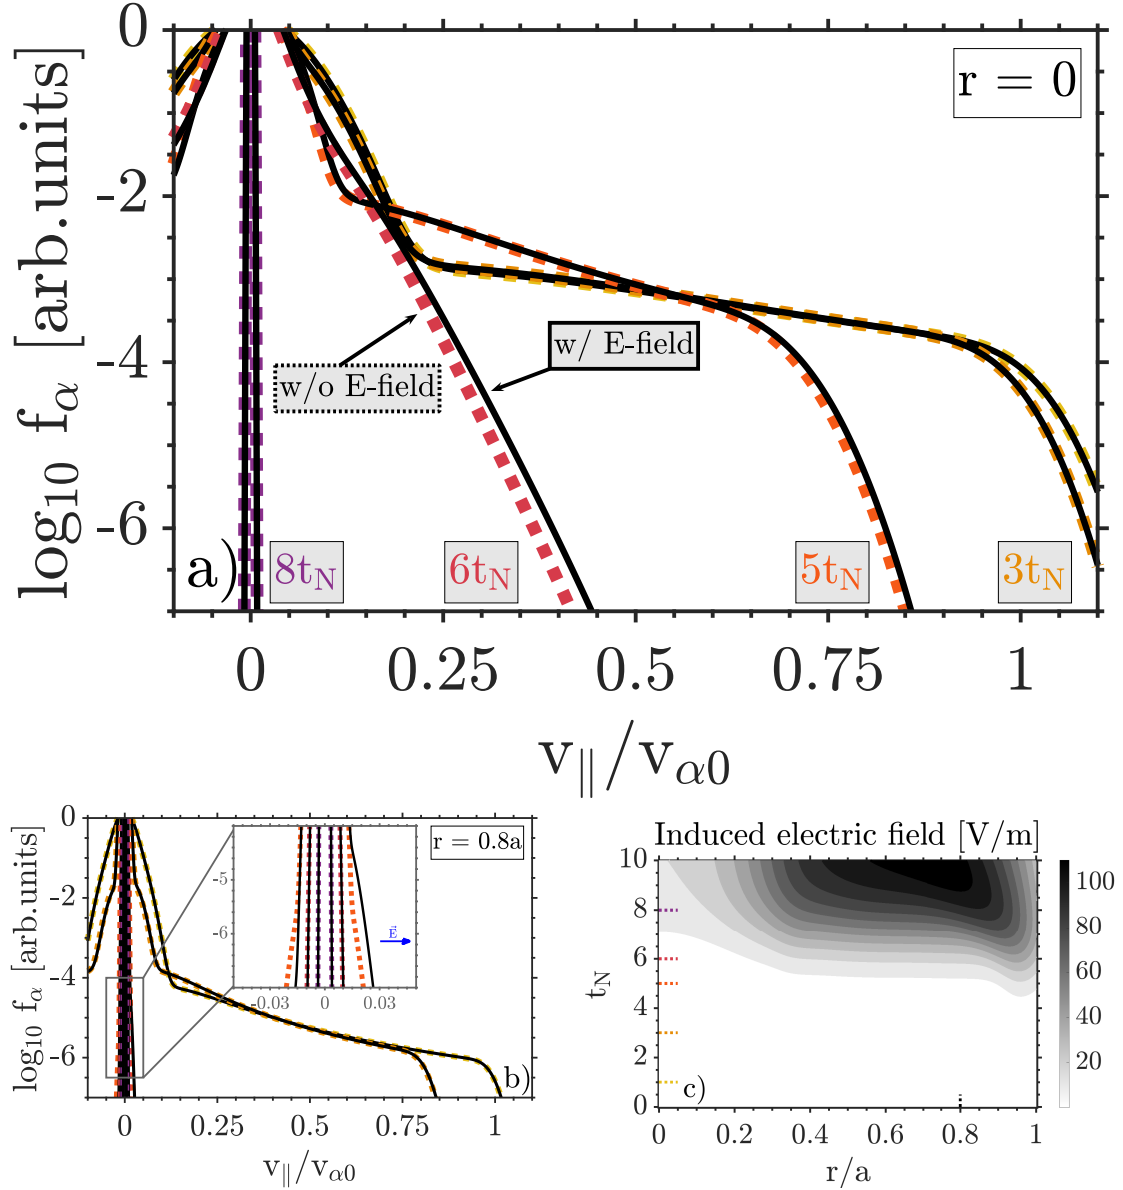 log10 fα [arb.units]
0
-2
-4
-6
r = 0
w/ E-field
w/o E-field
a)
8tN
6tN
5tN
3tN
0 0.25 0.5 0.75 1
v∥/vα0
log10 fα [arb.units]
0
-2
-4
-6
r = 0.8a
-5
-6
E⃗
-0.03 0 0.03
b)
0 0.25 0.5 0.75 1
v∥/vα0
Induced electric field [V/m]
tN
10
8
6
4
2
0
c)
0 0.2 0.4 0.6 0.8 1
r/a
100
80
60
40
20